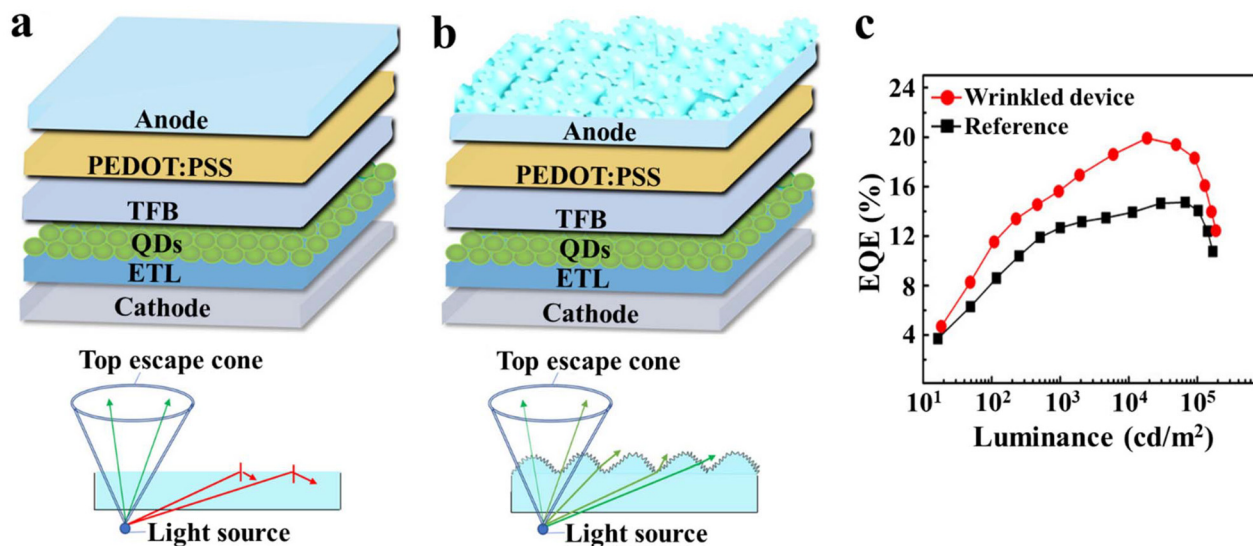 a
Anode
PEDOT:PSS
TFB
QDs
ETL
Cathode
Top escape cone
Light source
b
Anode
PEDOT:PSS
TFB
QDs
ETL
Cathode
Top escape cone
Light source
c
Wrinkled device
Reference
EQE (%)
24
20
16
12
8
4
10¹ 10² 10³ 10⁴ 10⁵
Luminance (cd/m²)